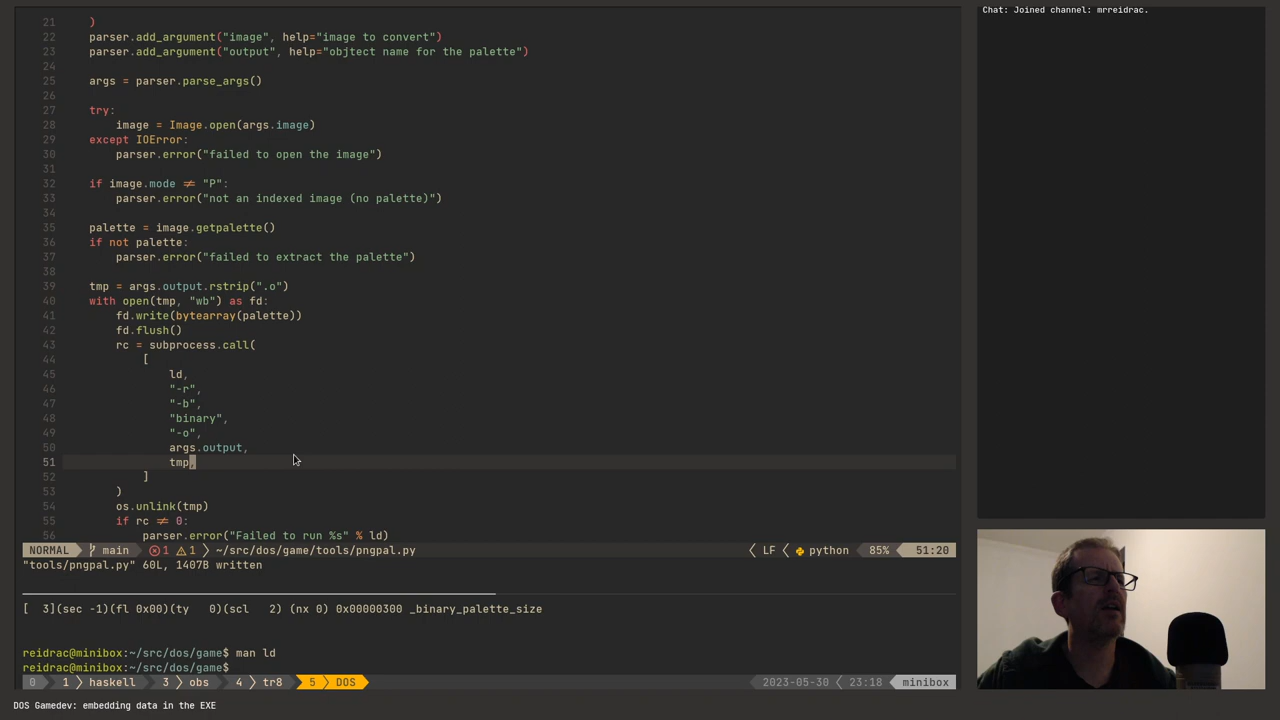 21 )
22 parser.add_argument("image", help="image to convert")
23 parser.add_argument("output", help="objtect name for the palette")
24
25 args = parser.parse_args()
26
27 try:
28 image = Image.open(args.image)
29 except IOError:
30 parser.error("failed to open the image")
31
32 if image.mode ≠ "P":
33 parser.error("not an indexed image (no palette)")
34
35 palette = image.getpalette()
36 if not palette:
37 parser.error("failed to extract the palette")
38
39 tmp = args.output.rstrip(".o")
40 with open(tmp, "wb") as fd:
41 fd.write(bytearray(palette))
42 fd.flush()
43 rc = subprocess.call(
44 [
45 ld,
46 "-r",
47 "-b",
48 "binary",
49 "-o",
50 args.output,
51 tmp,
52 ]
53 )
54 os.unlink(tmp)
55 if rc ≠ 0:
56 parser.error("Failed to run %s" % ld)
NORMAL main 1 1 ~/src/dos/game/tools/pngpal.py LF python 85% 51:20
"tools/pngpal.py" 60L, 1407B written
[  3](sec -1)(fl 0x00)(ty   0)(scl   2) (nx 0) 0x00000300 _binary_palette_size
reidrac@minibox:~/src/dos/game$ man ld
reidrac@minibox:~/src/dos/game$
0 1 haskell 3 obs 4 tr8 5 DOS 2023-05-30 23:18 minibox
DOS Gamedev: embedding data in the EXE
Chat: Joined channel: mrreidrac.